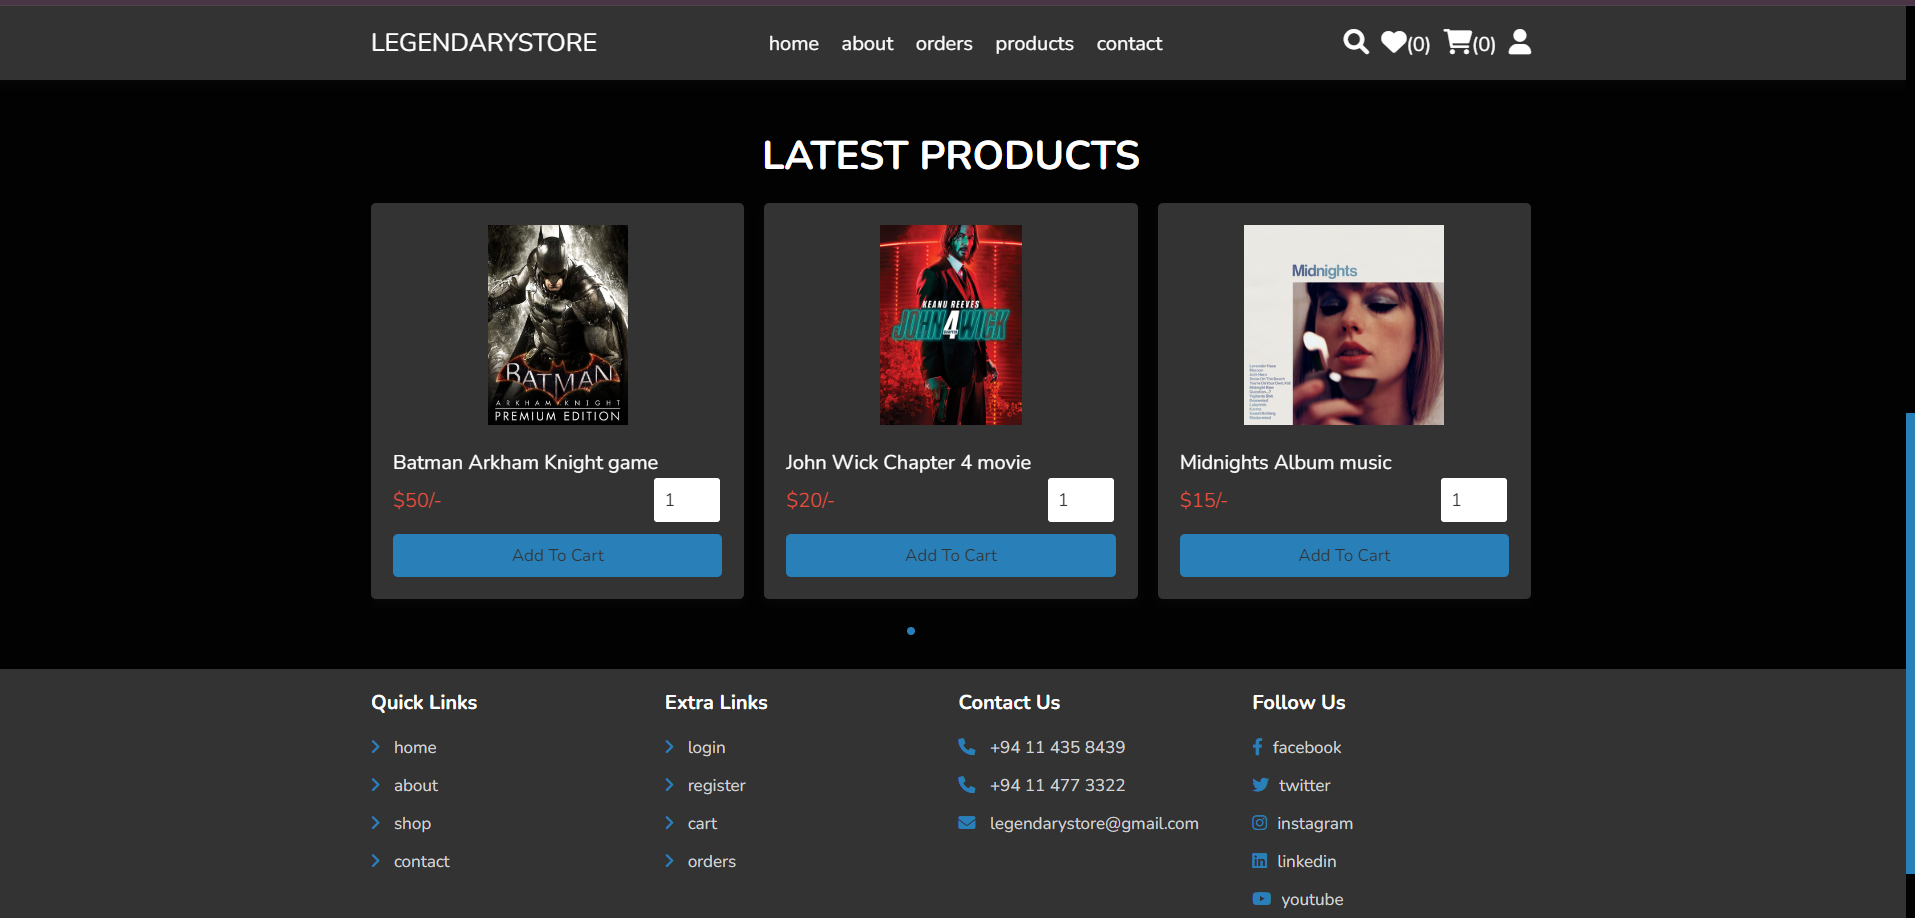 LEGENDARYSTORE
home about orders products contact
(0) (0)
LATEST PRODUCTS
BATMAN
ARKHAM KNIGHT
PREMIUM EDITION
KEANU REEVES
JOHN 4 WICK
Midnights
Batman Arkham Knight game
$50/-
1
Add To Cart
John Wick Chapter 4 movie
$20/-
1
Add To Cart
Midnights Album music
$15/-
1
Add To Cart
Quick Links
home
about
shop
contact
Extra Links
login
register
cart
orders
Contact Us
+94 11 435 8439
+94 11 477 3322
legendarystore@gmail.com
Follow Us
facebook
twitter
instagram
linkedin
youtube